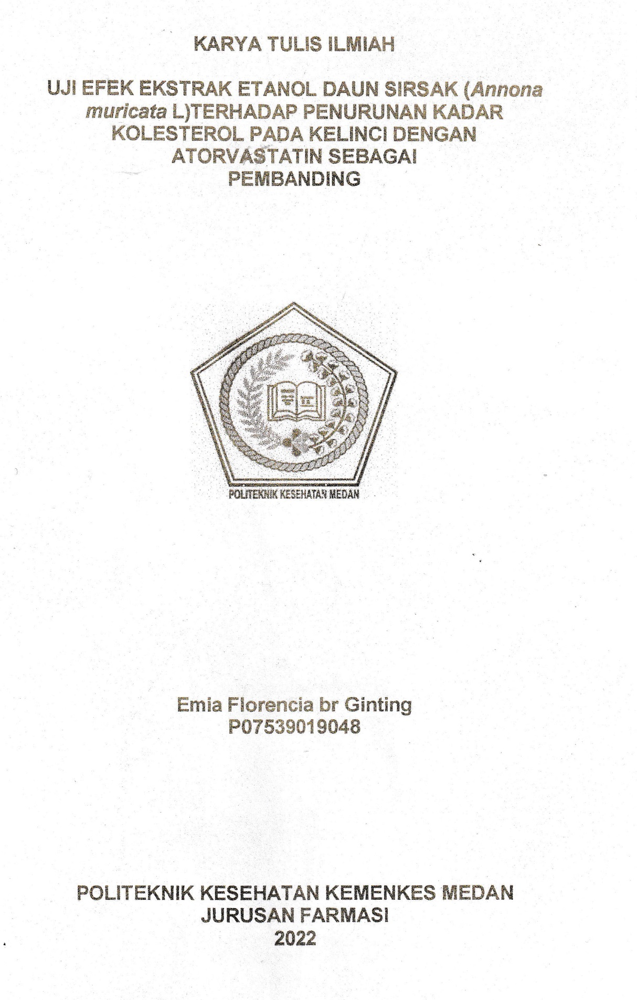 KARYA TULIS ILMIAH
UJI EFEK EKSTRAK ETANOL DAUN SIRSAK (Annona
muricata L)TERHADAP PENURUNAN KADAR
KOLESTEROL PADA KELINCI DENGAN
ATORVASTATIN SEBAGAI
PEMBANDING
POLITEKNIK KESEHATAN MEDAN
Emia Florencia br Ginting
P07539019048
POLITEKNIK KESEHATAN KEMENKES MEDAN
JURUSAN FARMASI
2022